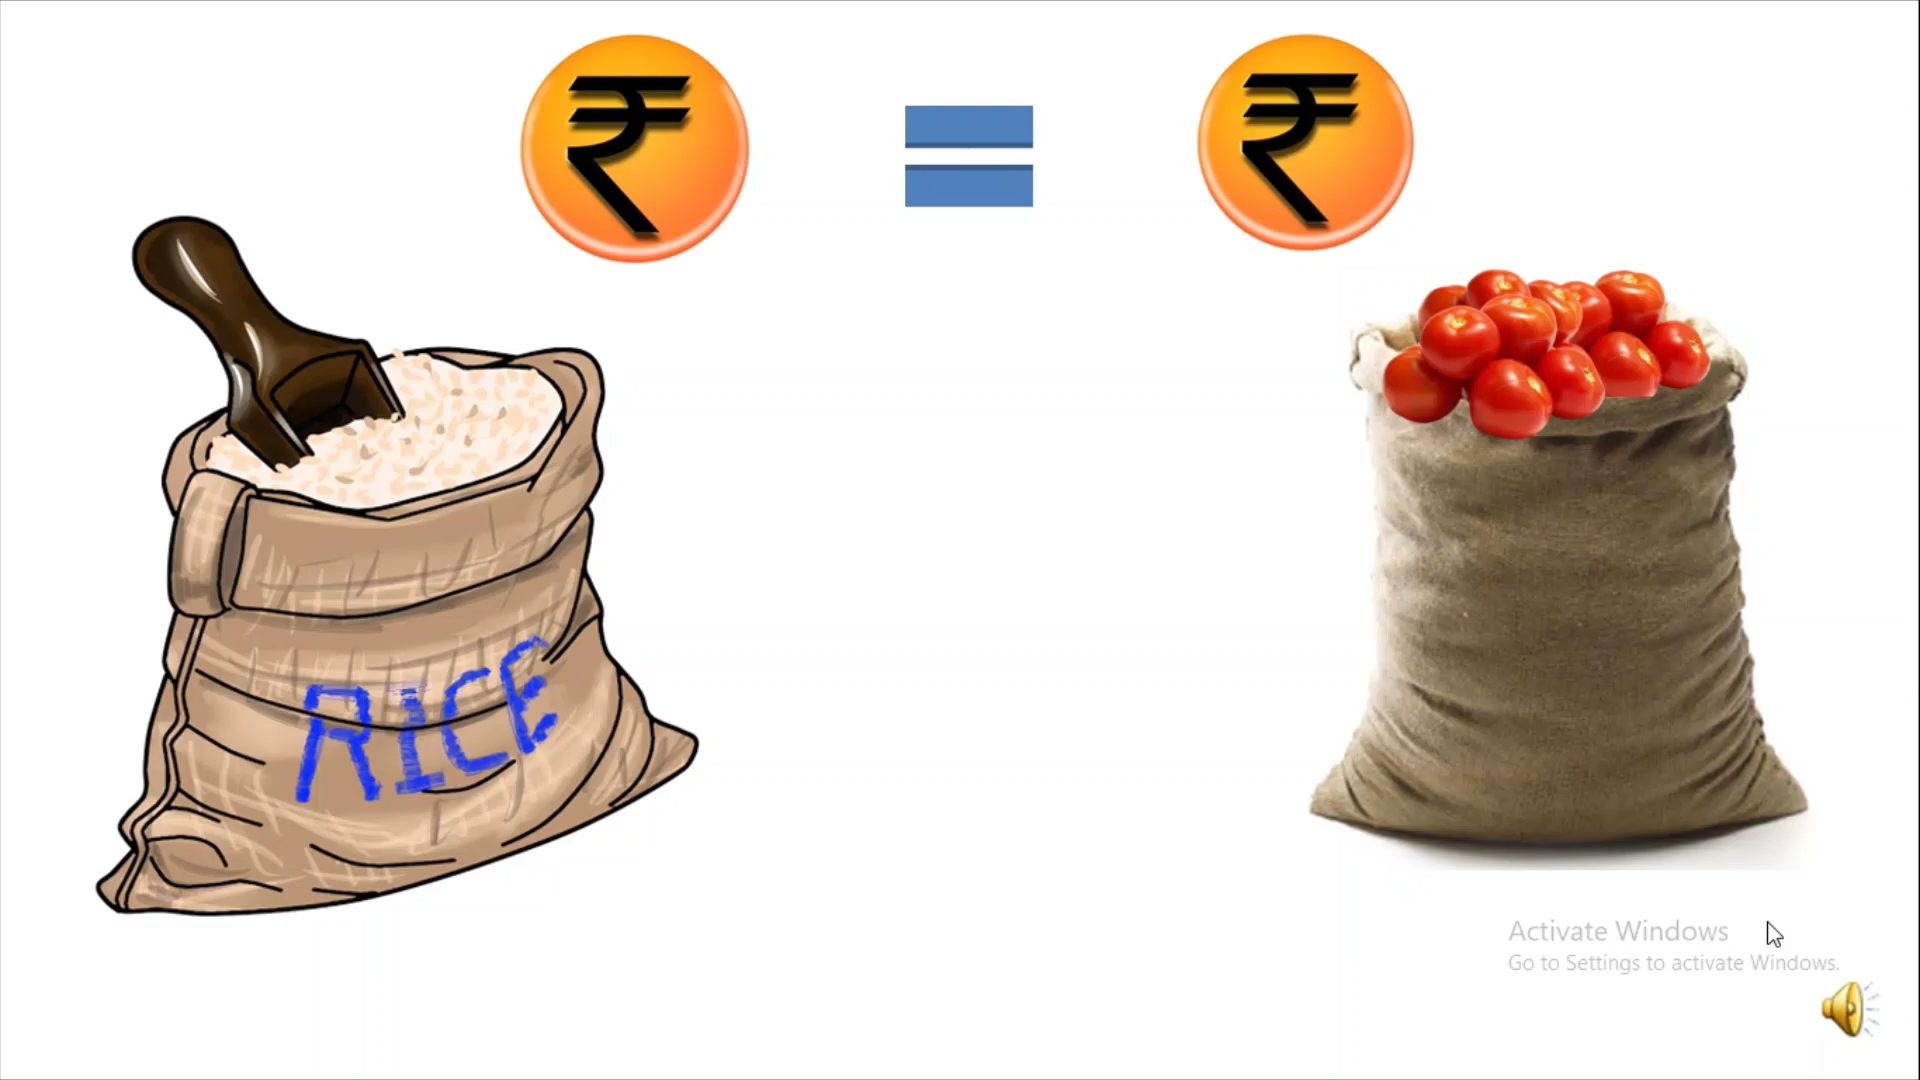 ₹ = ₹
RICE
Activate Windows
Go to Settings to activate Windows.